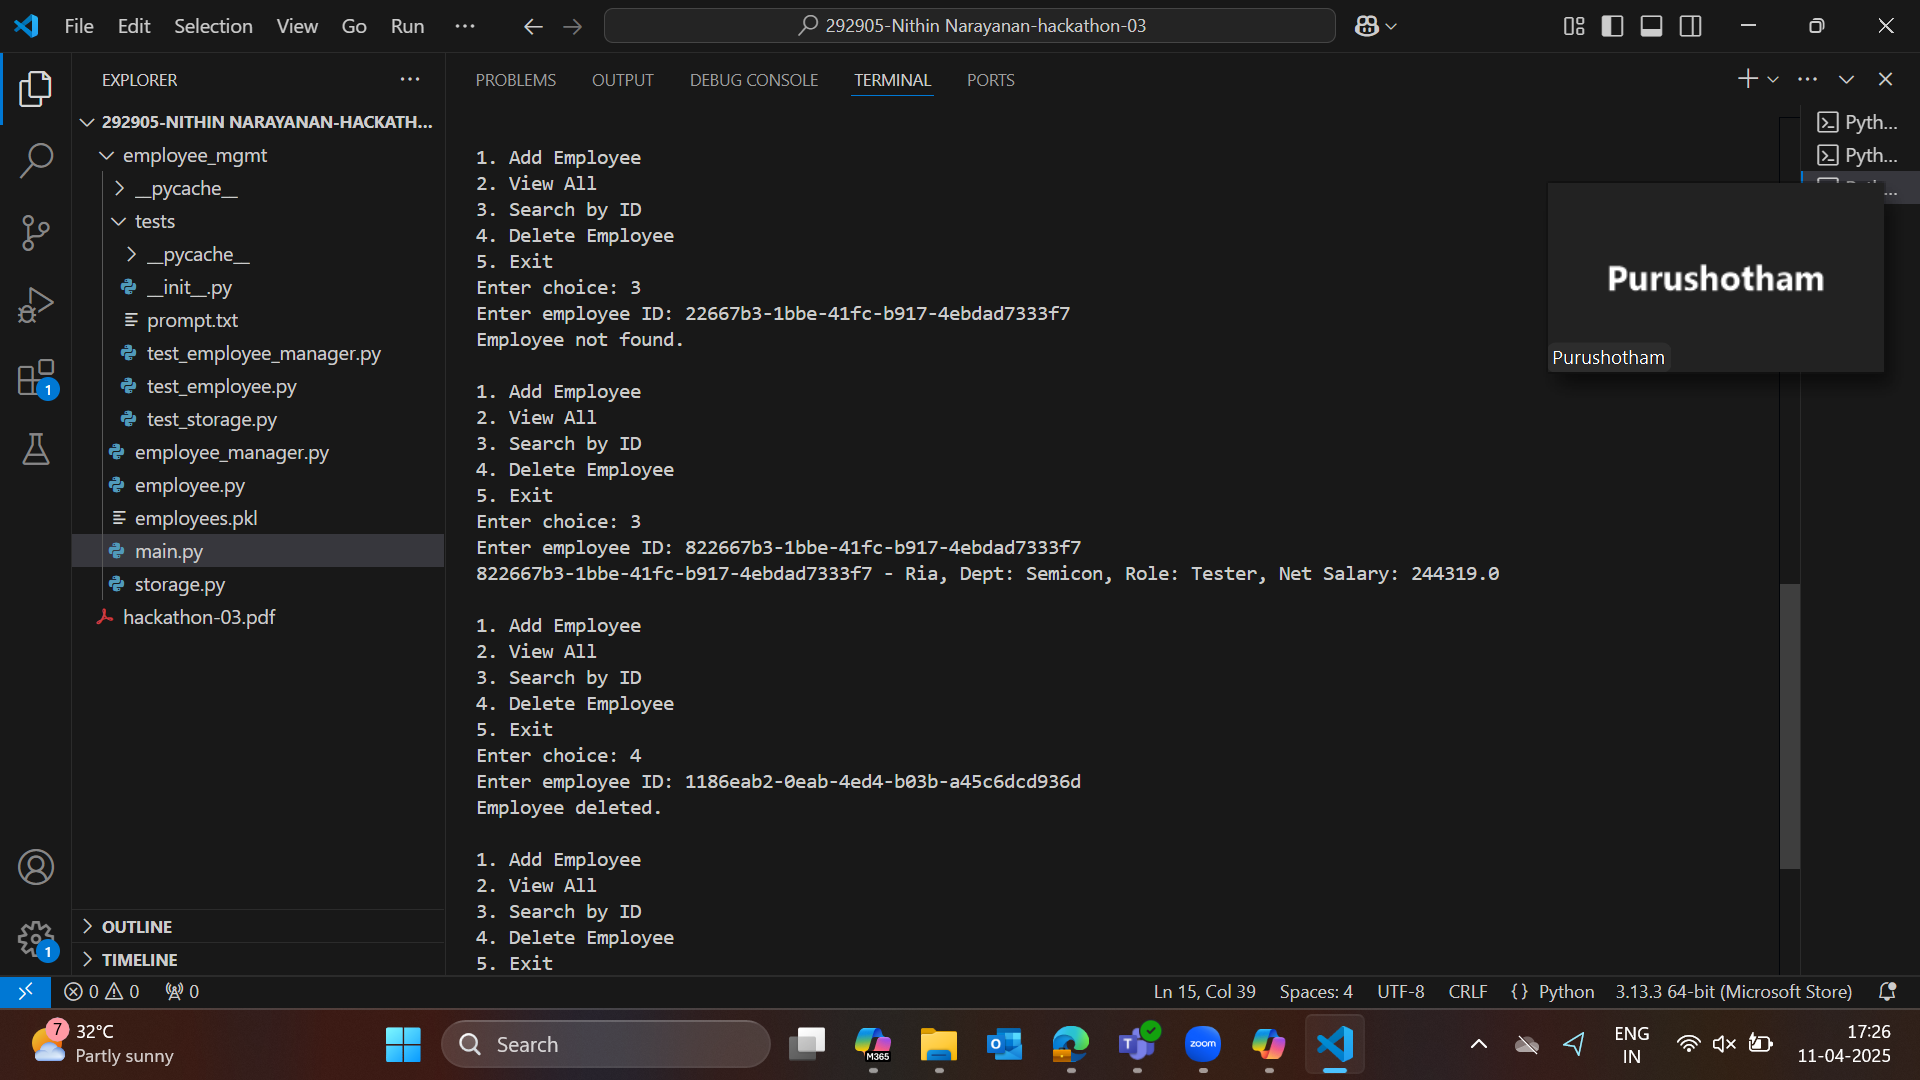 File Edit Selection View Go Run ...
292905-Nithin Narayanan-hackathon-03
EXPLORER
292905-NITHIN NARAYANAN-HACKATH...
employee_mgmt
__pycache__
tests
__pycache__
__init__.py
prompt.txt
test_employee_manager.py
test_employee.py
test_storage.py
employee_manager.py
employee.py
employees.pkl
main.py
storage.py
hackathon-03.pdf
OUTLINE
TIMELINE
1
1
PROBLEMS OUTPUT DEBUG CONSOLE TERMINAL PORTS
1. Add Employee
2. View All
3. Search by ID
4. Delete Employee
5. Exit
Enter choice: 3
Enter employee ID: 22667b3-1bbe-41fc-b917-4ebdad7333f7
Employee not found.
1. Add Employee
2. View All
3. Search by ID
4. Delete Employee
5. Exit
Enter choice: 3
Enter employee ID: 822667b3-1bbe-41fc-b917-4ebdad7333f7
822667b3-1bbe-41fc-b917-4ebdad7333f7 - Ria, Dept: Semicon, Role: Tester, Net Salary: 244319.0
1. Add Employee
2. View All
3. Search by ID
4. Delete Employee
5. Exit
Enter choice: 4
Enter employee ID: 1186eab2-0eab-4ed4-b03b-a45c6dcd936d
Employee deleted.
1. Add Employee
2. View All
3. Search by ID
4. Delete Employee
5. Exit
Pyth...
Pyth...
Purushotham
Purushotham
0 0 0
Ln 15, Col 39 Spaces: 4 UTF-8 CRLF {} Python 3.13.3 64-bit (Microsoft Store)
7
32°C
Partly sunny
Search
M365
zoom
ENG
IN
17:26
11-04-2025